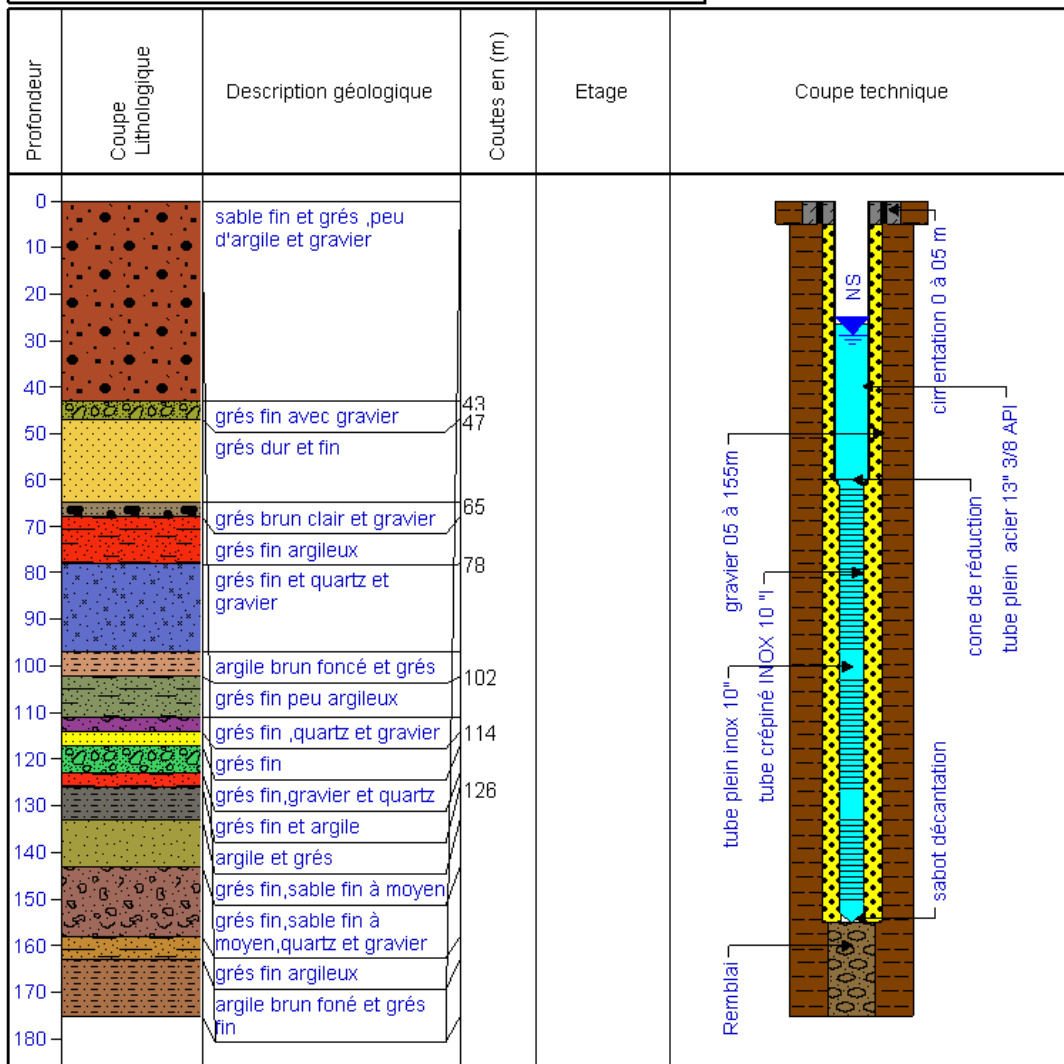 Profondeur
Coupe
Lithologique
Description géologique
Coutes en (m)
Etage
Coupe technique
0
10
20
30
40
50
60
70
80
90
100
110
120
130
140
150
160
170
180
sable fin et grés ,peu
d'argile et gravier
grés fin avec gravier
grés dur et fin
grés brun clair et gravier
grés fin argileux
grés fin et quartz et
gravier
argile brun foncé et grés
grés fin peu argileux
grés fin ,quartz et gravier
grés fin
grés fin,gravier et quartz
grés fin et argile
argile et grés
grés fin,sable fin à moyen
grés fin,sable fin à
moyen,quartz et gravier
grés fin argileux
argile brun foné et grés
fin
43
47
65
78
102
114
126
NS
cimentation 0 à 05 m
gravier 05 à 155m
tube plein acier 13" 3/8 API
cone de réduction
tube crépiné INOX 10 "l
tube plein inox 10"
sabot décantation
Remblai